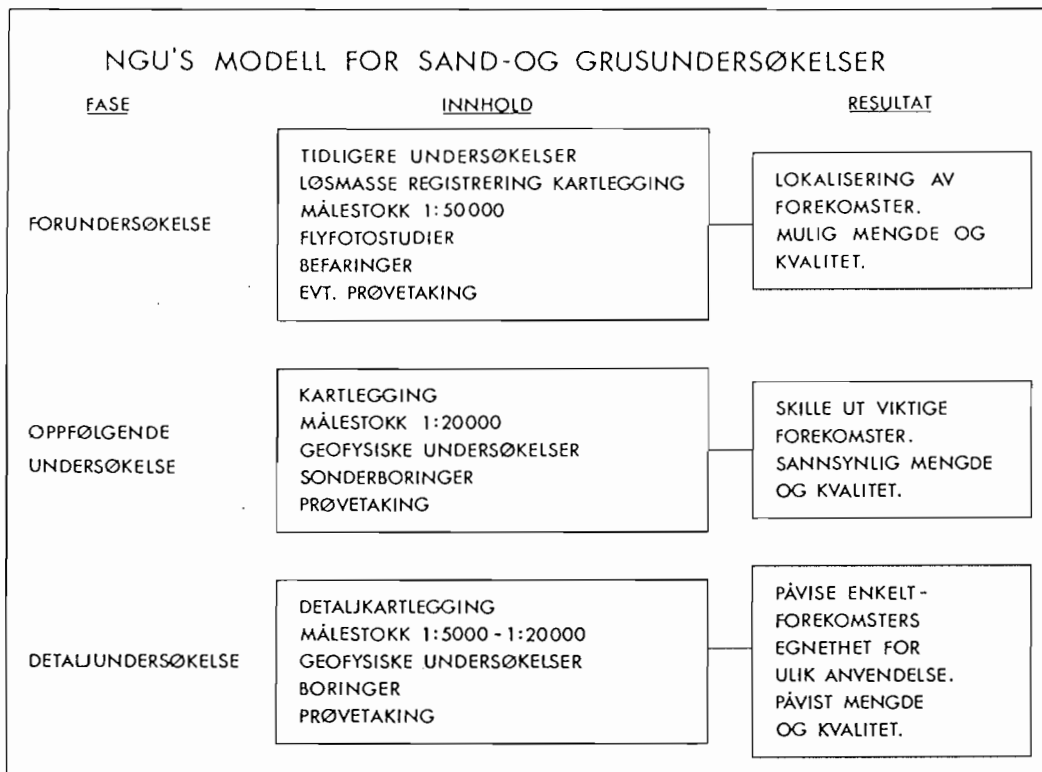 NGU'S MODELL FOR SAND-OG GRUSUNDERSØKELSER
FASE
INNHOLD
RESULTAT
FORUNDERSØKELSE
TIDLIGERE UNDERSØKELSER
LØSMASSE REGISTRERING KARTLEGGING
MÅLESTOKK 1:50000
FLYFOTOSTUDIER
BEFARINGER
EVT. PRØVETAKING
LOKALISERING AV
FOREKOMSTER.
MULIG MENGDE OG
KVALITET.
OPPFØLGENDE
UNDERSØKELSE
KARTLEGGING
MÅLESTOKK 1:20000
GEOFYSISKE UNDERSØKELSER
SONDERBORINGER
PRØVETAKING
SKILLE UT VIKTIGE
FOREKOMSTER.
SANNSYNLIG MENGDE
OG KVALITET.
DETALJUNDERSØKELSE
DETALJKARTLEGGING
MÅLESTOKK 1:5000 - 1:20000
GEOFYSISKE UNDERSØKELSER
BORINGER
PRØVETAKING
PÅVISE ENKELT-
FOREKOMSTERS
EGNETHET FOR
ULIK ANVENDELSE.
PÅVIST MENGDE
OG KVALITET.